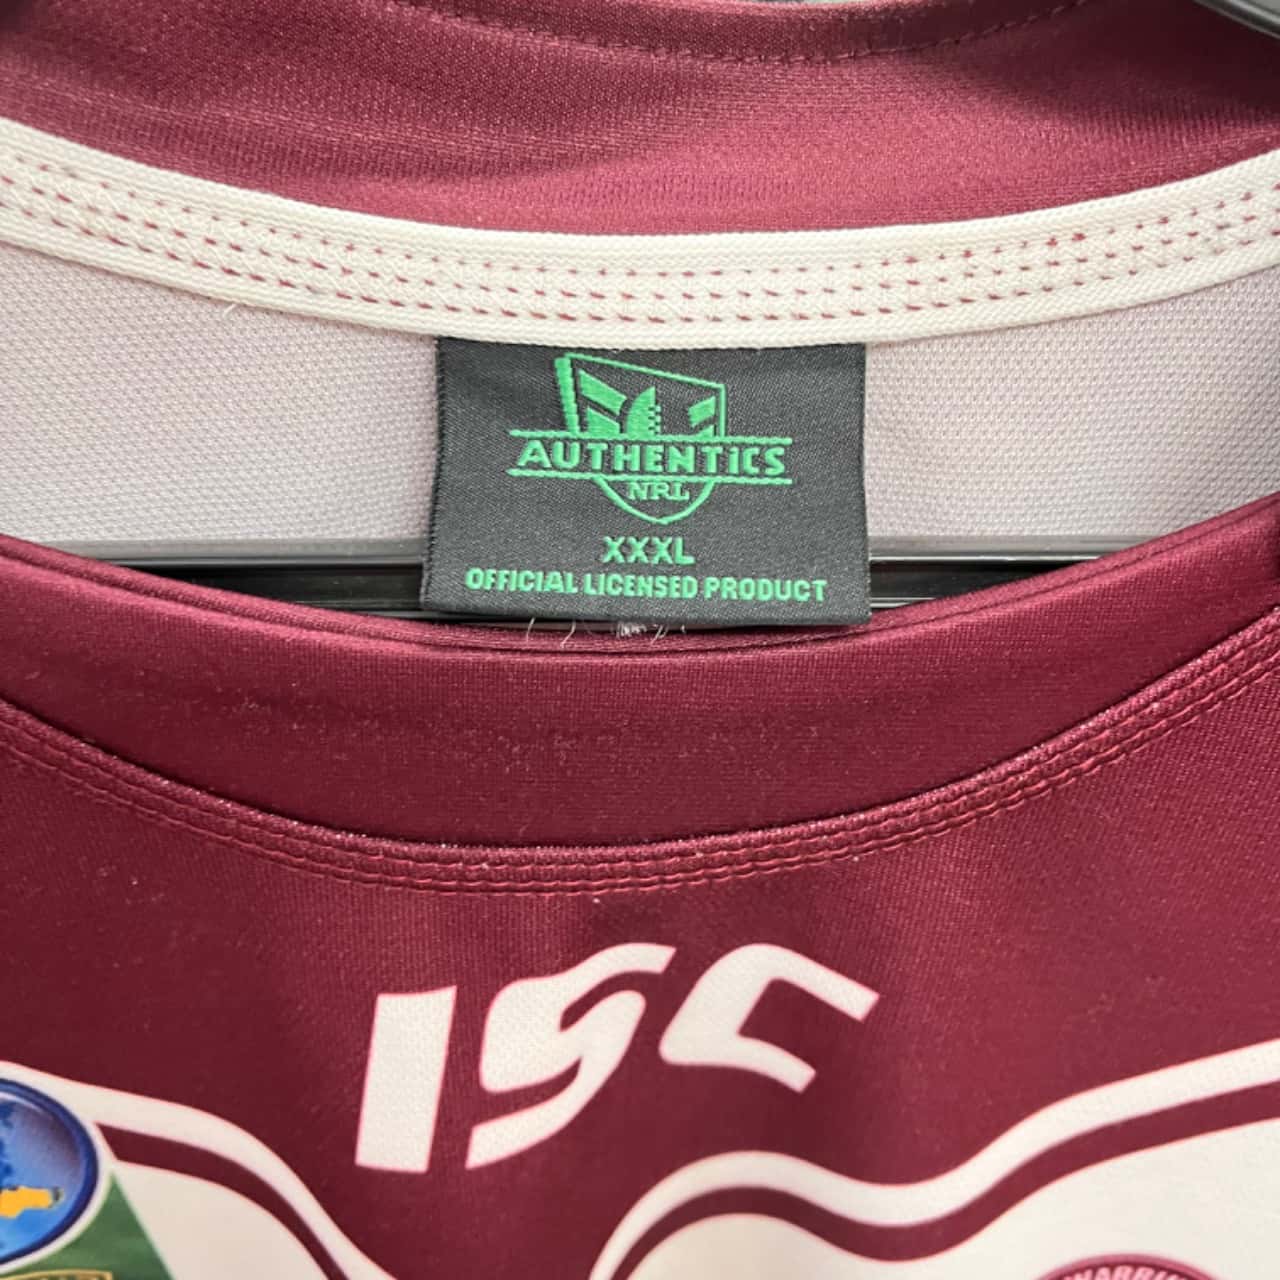 AUTHENTICS
NRL
XXXL
OFFICIAL LICENSED PRODUCT
ISC